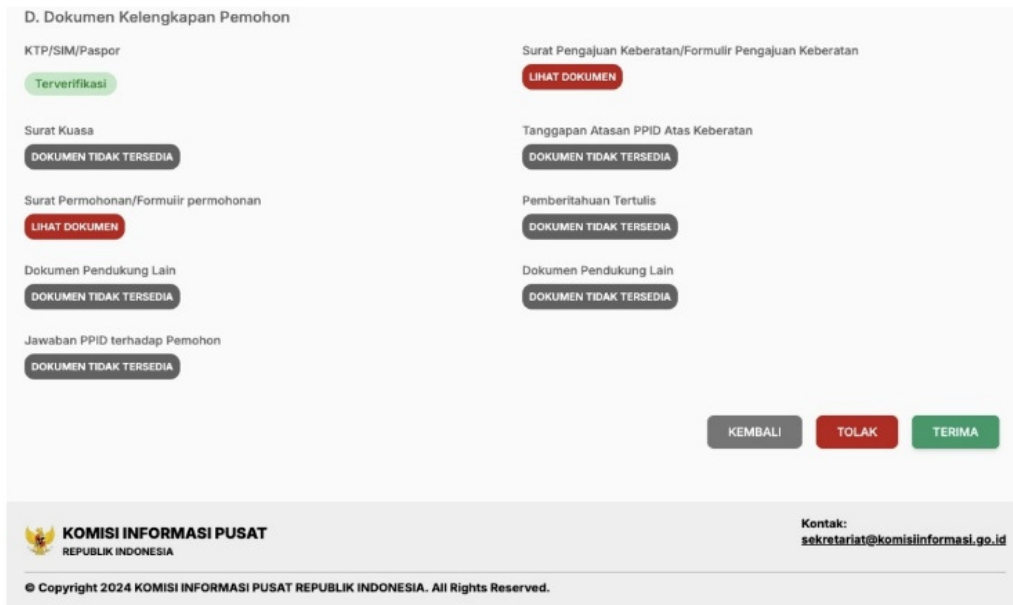 D. Dokumen Kelengkapan Pemohon
KTP/SIM/Paspor
Terverifikasi
Surat Pengajuan Keberatan/Formulir Pengajuan Keberatan
LIHAT DOKUMEN
Surat Kuasa
DOKUMEN TIDAK TERSEDIA
Tanggapan Atasan PPID Atas Keberatan
DOKUMEN TIDAK TERSEDIA
Surat Permohonan/Formuiir permohonan
LIHAT DOKUMEN
Pemberitahuan Tertulis
DOKUMEN TIDAK TERSEDIA
Dokumen Pendukung Lain
DOKUMEN TIDAK TERSEDIA
Dokumen Pendukung Lain
DOKUMEN TIDAK TERSEDIA
Jawaban PPID terhadap Pemohon
DOKUMEN TIDAK TERSEDIA
KEMBALI
TOLAK
TERIMA
KOMISI INFORMASI PUSAT
REPUBLIK INDONESIA
Kontak:
sekretariat@komisiinformasi.go.id
© Copyright 2024 KOMISI INFORMASI PUSAT REPUBLIK INDONESIA. All Rights Reserved.